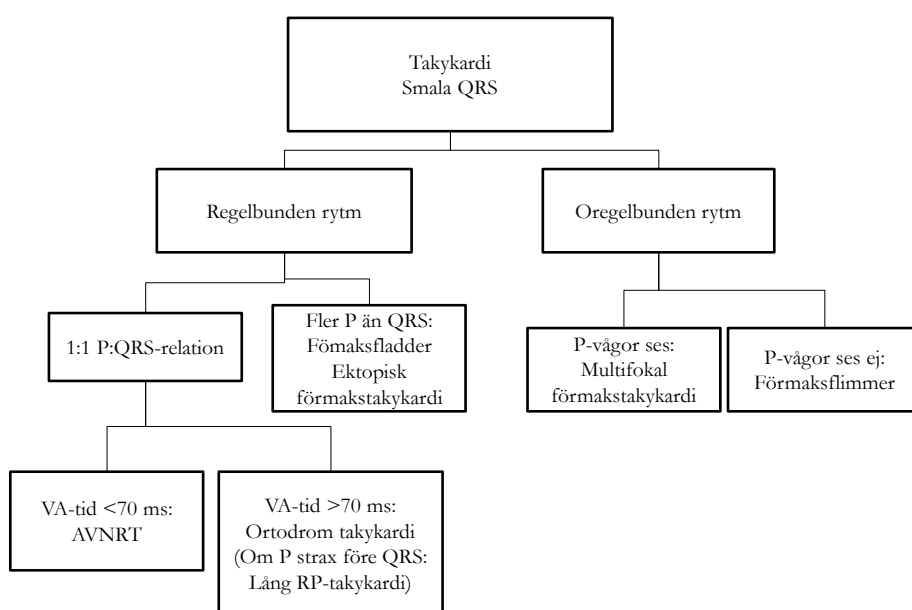 Takykardi
Smala QRS
Regelbunden rytm
Oregelbunden rytm
1:1 P:QRS-relation
Fler P än QRS:
Fömaksfladder
Ektopisk
förmakstakykardi
P-vågor ses:
Multifokal
förmakstakykardi
P-vågor ses ej:
Förmaksflimmer
VA-tid <70 ms:
AVNRT
VA-tid >70 ms:
Ortodrom takykardi
(Om P strax före QRS:
Lång RP-takykardi)